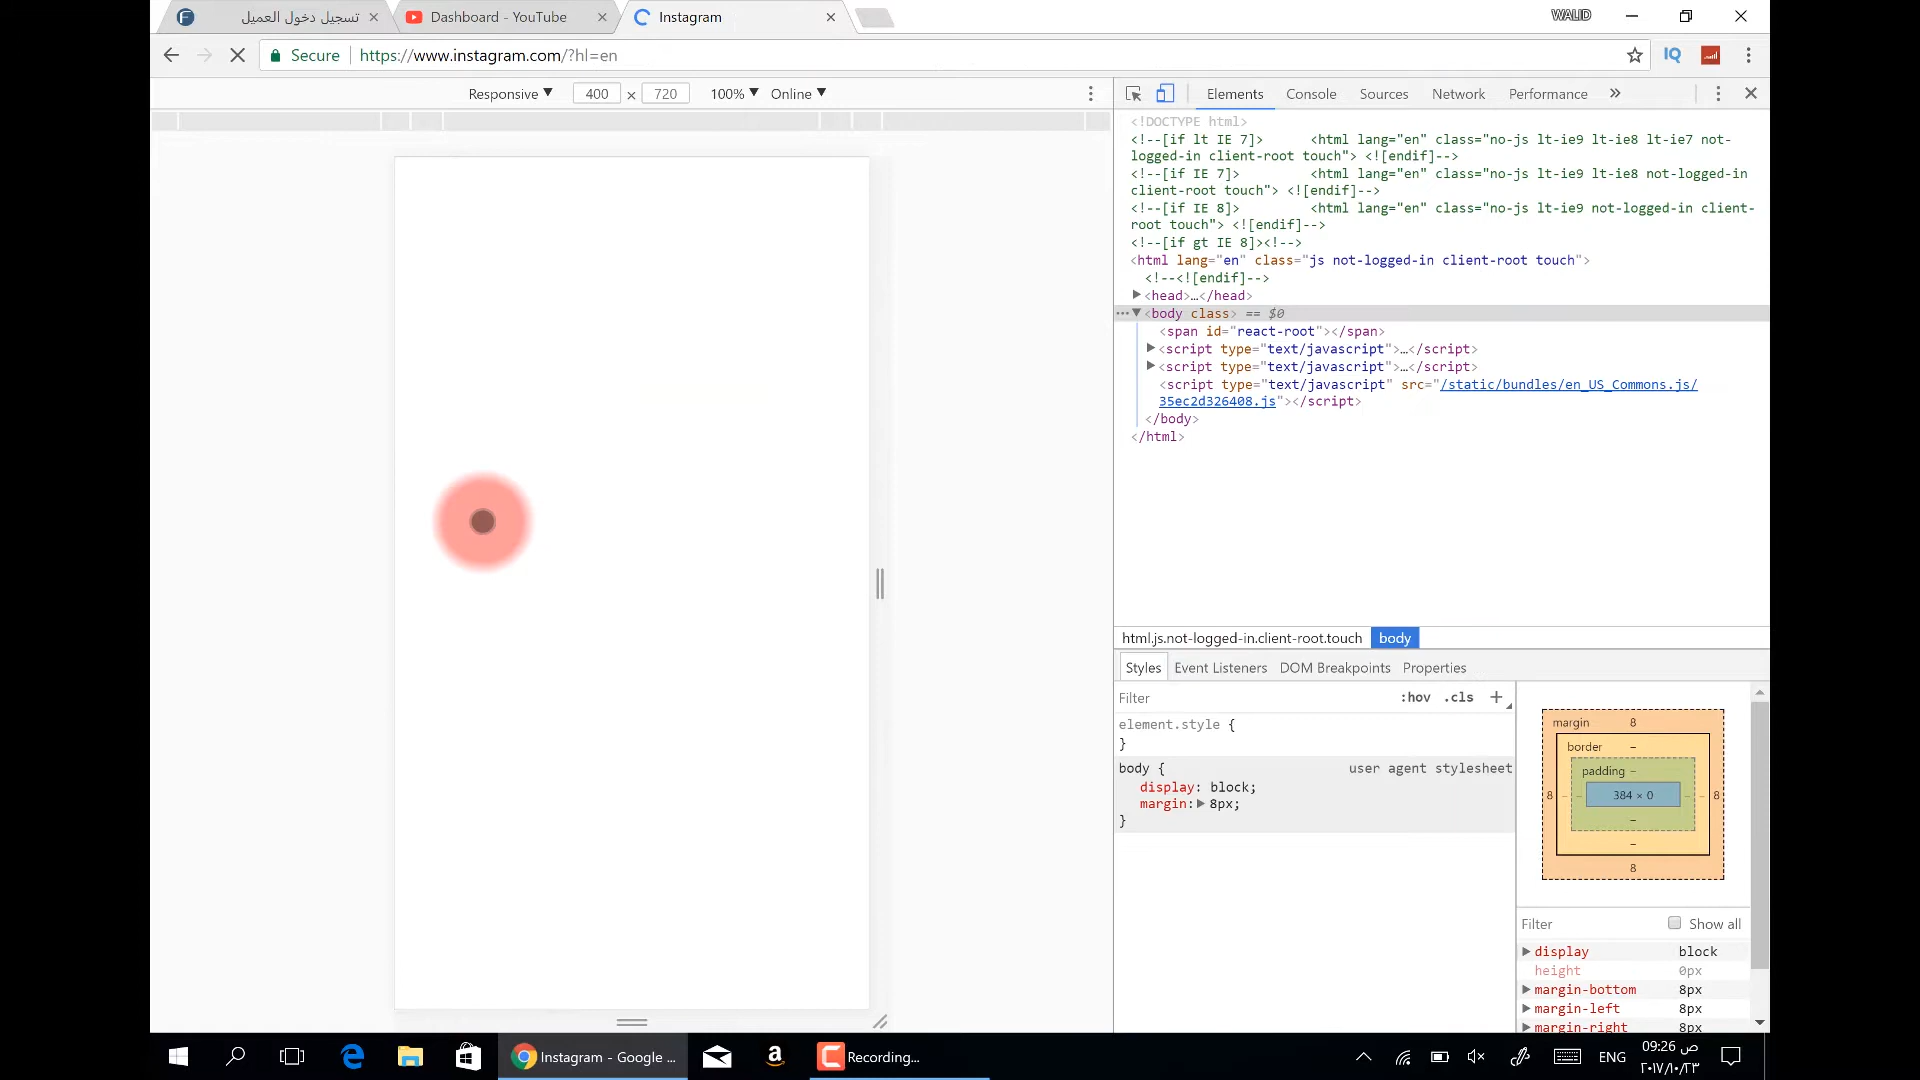 تسجيل دخول العميل
Dashboard - YouTube
Instagram
WALID
Secure
https://www.instagram.com/?hl=en
IQ
Responsive
400 × 720
100%
Online
Elements
Console
Sources
Network
Performance
»
<!DOCTYPE html>
<!--[if lt IE 7]>      <html lang="en" class="no-js lt-ie9 lt-ie8 lt-ie7 not-
logged-in client-root touch"> <![endif]-->
<!--[if IE 7]>         <html lang="en" class="no-js lt-ie9 lt-ie8 not-logged-in
client-root touch"> <![endif]-->
<!--[if IE 8]>         <html lang="en" class="no-js lt-ie9 not-logged-in client-
root touch"> <![endif]-->
<!--[if gt IE 8]><!-->
<html lang="en" class="js not-logged-in client-root touch">
<!--<![endif]-->
<head>…</head>
<body class> == $0
<span id="react-root"></span>
<script type="text/javascript">…</script>
<script type="text/javascript">…</script>
<script type="text/javascript" src="/static/bundles/en_US_Commons.js/
35ec2d326408.js"></script>
</body>
</html>
html.js.not-logged-in.client-root.touch
body
Styles
Event Listeners
DOM Breakpoints
Properties
Filter
:hov .cls +
element.style {
}
body {
user agent stylesheet
display: block;
margin: 8px;
}
margin 8
border –
padding –
8 – – 384 × 0 – – 8
–
–
8
Filter
Show all
display block
height 0px
margin-bottom 8px
margin-left 8px
margin-right 8px
Instagram - Google ...
Recording...
ENG
09:26 ص
٢٠١٧/١٠/٢٣